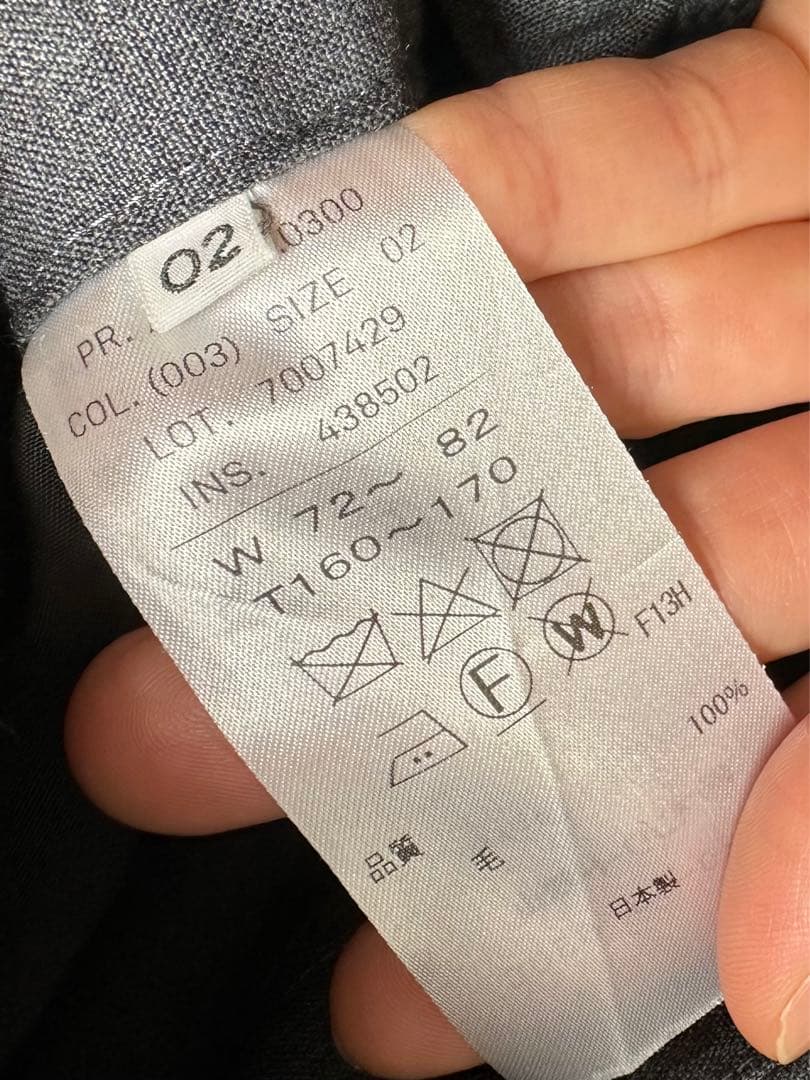 02
0300
PR.
COL.(003) SIZE 02
LOT. 7007429
INS. 438502
W 72～ 82
T160～170
W
F
F13H
100%
品質 毛
日本製